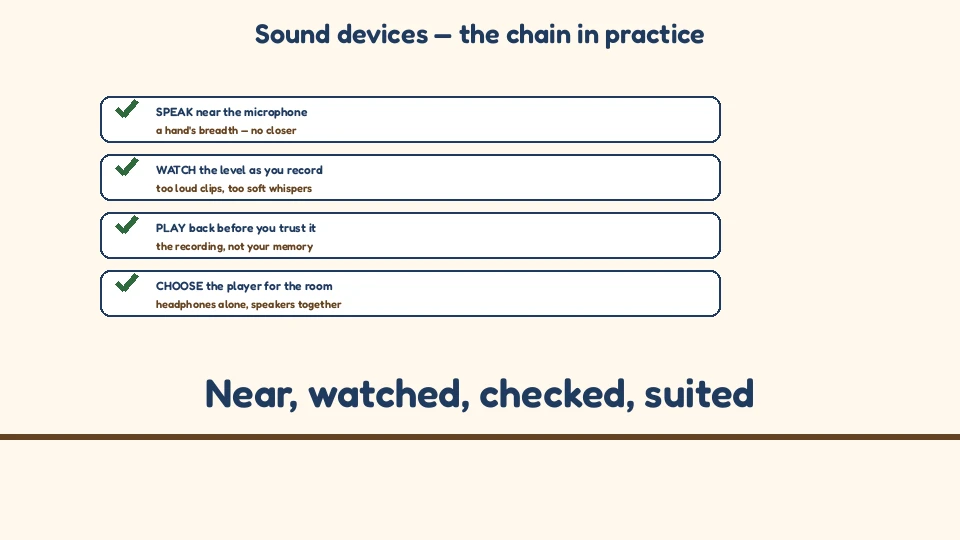 Sound devices — the chain in practice
SPEAK near the microphone
a hand's breadth — no closer
WATCH the level as you record
too loud clips, too soft whispers
PLAY back before you trust it
the recording, not your memory
CHOOSE the player for the room
headphones alone, speakers together
Near, watched, checked, suited